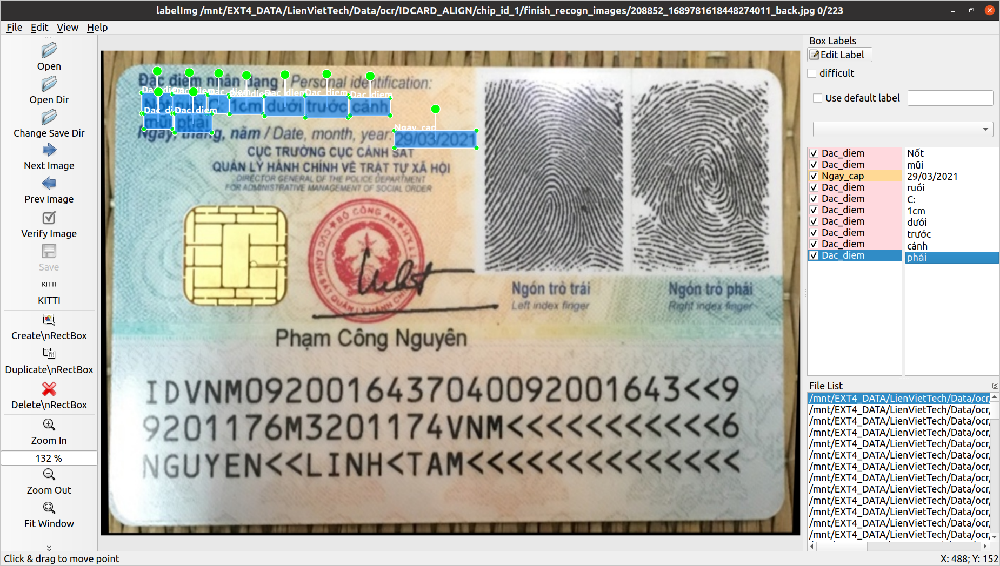 labelImg /mnt/EXT4_DATA/LienVietTech/Data/ocr/IDCARD_ALIGN/chip_id_1/finish_recogn_images/208852_1689781618448274011_back.jpg 0/223
File Edit View Help
Open
Open Dir
Change Save Dir
Next Image
Prev Image
Verify Image
Save
KITTI
KITTI
Create\nRectBox
Duplicate\nRectBox
Delete\nRectBox
Zoom In
132 %
Zoom Out
Fit Window
Đặc điểm nhân dạng / Personal identification:
Dac_diem Dac_diem Dac_diem Dac_diem Dac_diem Dac_diem Dac_diem
Nốt ruồi C: 1cm dưới trước cánh
Dac_diem Dac_diem
mũi phải
Ngay_cap
Ngày, tháng, năm / Date, month, year: 29/03/2021
CỤC TRƯỞNG CỤC CẢNH SÁT
QUẢN LÝ HÀNH CHÍNH VỀ TRẬT TỰ XÃ HỘI
DIRECTOR GENERAL OF THE POLICE DEPARTMENT
FOR ADMINISTRATIVE MANAGEMENT OF SOCIAL ORDER
BỘ CÔNG AN
Ngón trỏ trái
Left index finger
Ngón trỏ phải
Right index finger
Phạm Công Nguyên
IDVNM0920016437040092001643<<9
9201176M3201174VNM<<<<<<<<<<<6
NGUYEN<<LINH<TAM<<<<<<<<<<<<<<
Box Labels
Edit Label
difficult
Use default label
Dac_diem Nốt
Dac_diem mũi
Ngay_cap 29/03/2021
Dac_diem ruồi
Dac_diem C:
Dac_diem 1cm
Dac_diem dưới
Dac_diem trước
Dac_diem cánh
Dac_diem phải
File List
/mnt/EXT4_DATA/LienVietTech/Data/ocr/
/mnt/EXT4_DATA/LienVietTech/Data/ocr/
/mnt/EXT4_DATA/LienVietTech/Data/ocr/
/mnt/EXT4_DATA/LienVietTech/Data/ocr/
/mnt/EXT4_DATA/LienVietTech/Data/ocr/
/mnt/EXT4_DATA/LienVietTech/Data/ocr/
/mnt/EXT4_DATA/LienVietTech/Data/ocr/
/mnt/EXT4_DATA/LienVietTech/Data/ocr/
/mnt/EXT4_DATA/LienVietTech/Data/ocr/
/mnt/EXT4_DATA/LienVietTech/Data/ocr/
/mnt/EXT4_DATA/LienVietTech/Data/ocr/
/mnt/EXT4_DATA/LienVietTech/Data/ocr/
/mnt/EXT4_DATA/LienVietTech/Data/ocr/
Click & drag to move point
X: 488; Y: 152